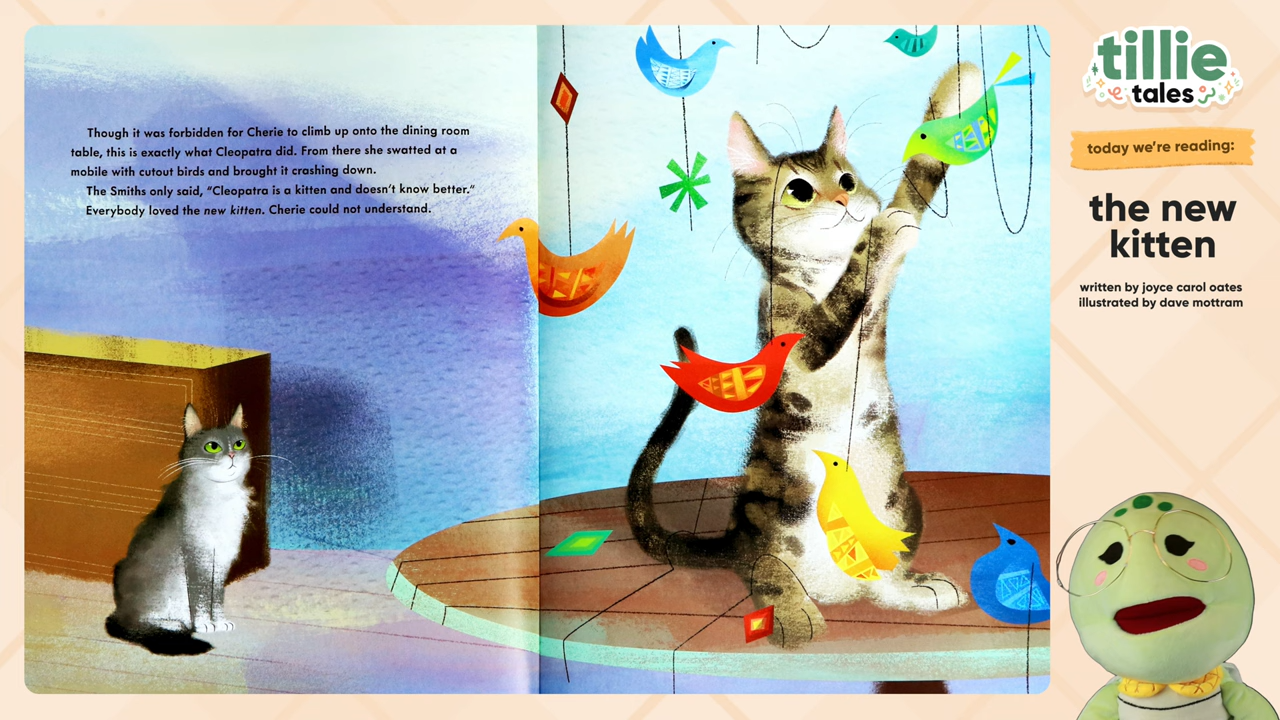 Though it was forbidden for Cherie to climb up onto the dining room
table, this is exactly what Cleopatra did. From there she swatted at a
mobile with cutout birds and brought it crashing down.
The Smiths only said, “Cleopatra is a kitten and doesn’t know better.”
Everybody loved the new kitten. Cherie could not understand.
tillie
tales
today we're reading:
the new
kitten
written by joyce carol oates
illustrated by dave mottram